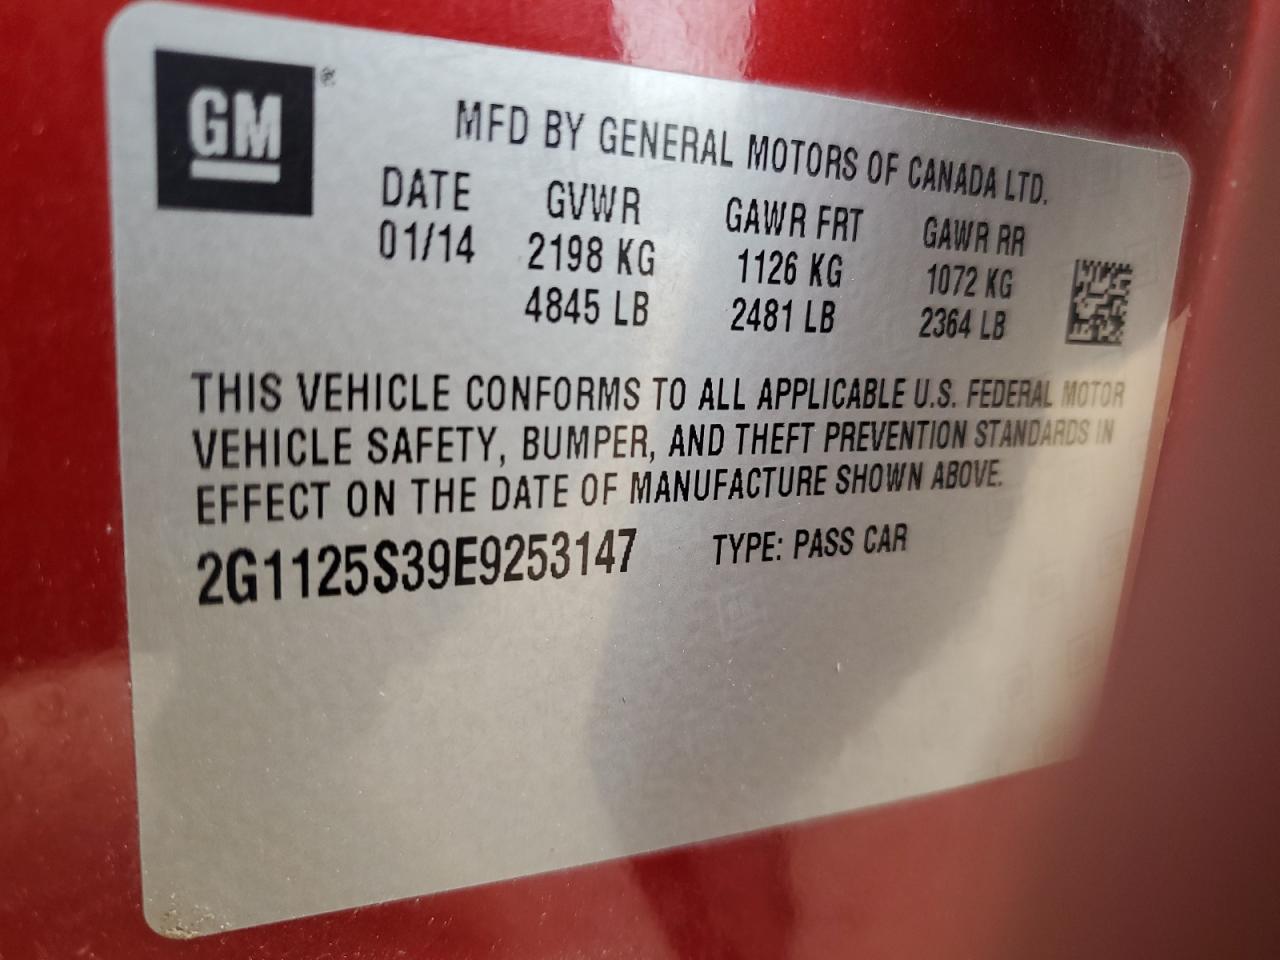 GM ®
MFD BY GENERAL MOTORS OF CANADA LTD.
DATE GVWR GAWR FRT GAWR RR
01/14 2198 KG 1126 KG 1072 KG
4845 LB 2481 LB 2364 LB
THIS VEHICLE CONFORMS TO ALL APPLICABLE U.S. FEDERAL MOTOR
VEHICLE SAFETY, BUMPER, AND THEFT PREVENTION STANDARDS IN
EFFECT ON THE DATE OF MANUFACTURE SHOWN ABOVE.
2G1125S39E9253147 TYPE: PASS CAR